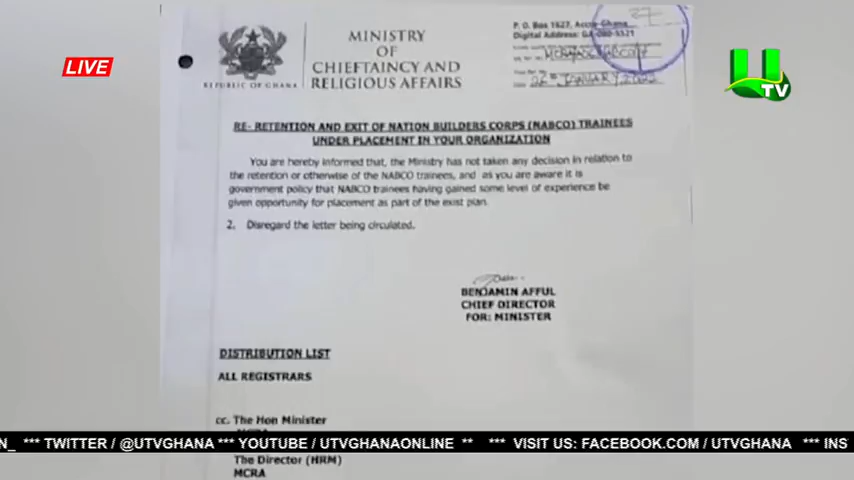 LIVE
UTV
MINISTRY
OF
CHIEFTAINCY AND
RELIGIOUS AFFAIRS
REPUBLIC OF GHANA
P. O. Box 1627, Accra-Ghana
Digital Address:
JANUARY
RE- RETENTION AND EXIT OF NATION BUILDERS CORPS (NABCO) TRAINEES
UNDER PLACEMENT IN YOUR ORGANIZATION
You are hereby informed that, the Ministry has not taken any decision in relation to
the retention or otherwise of the NABCO trainees, and as you are aware it is
government policy that NABCO trainees having gained some level of experience be
given opportunity for placement as part of the exist plan.
2. Disregard the letter being circulated.
BENJAMIN AFFUL
CHIEF DIRECTOR
FOR: MINISTER
DISTRIBUTION LIST
ALL REGISTRARS
cc. The Hon Minister
N_ *** TWITTER / @UTVGHANA *** YOUTUBE / UTVGHANAONLINE ** *** VISIT US: FACEBOOK.COM / UTVGHANA *** INS
The Director (HRM)
MCRA